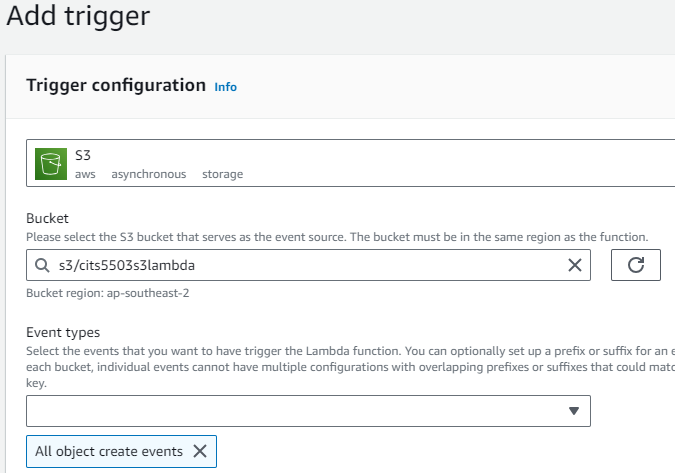 Add trigger
Trigger configuration Info
S3
aws asynchronous storage
Bucket
Please select the S3 bucket that serves as the event source. The bucket must be in the same region as the function.
s3/cits5503s3lambda
Bucket region: ap-southeast-2
Event types
Select the events that you want to have trigger the Lambda function. You can optionally set up a prefix or suffix for an
each bucket, individual events cannot have multiple configurations with overlapping prefixes or suffixes that could
key.
All object create events